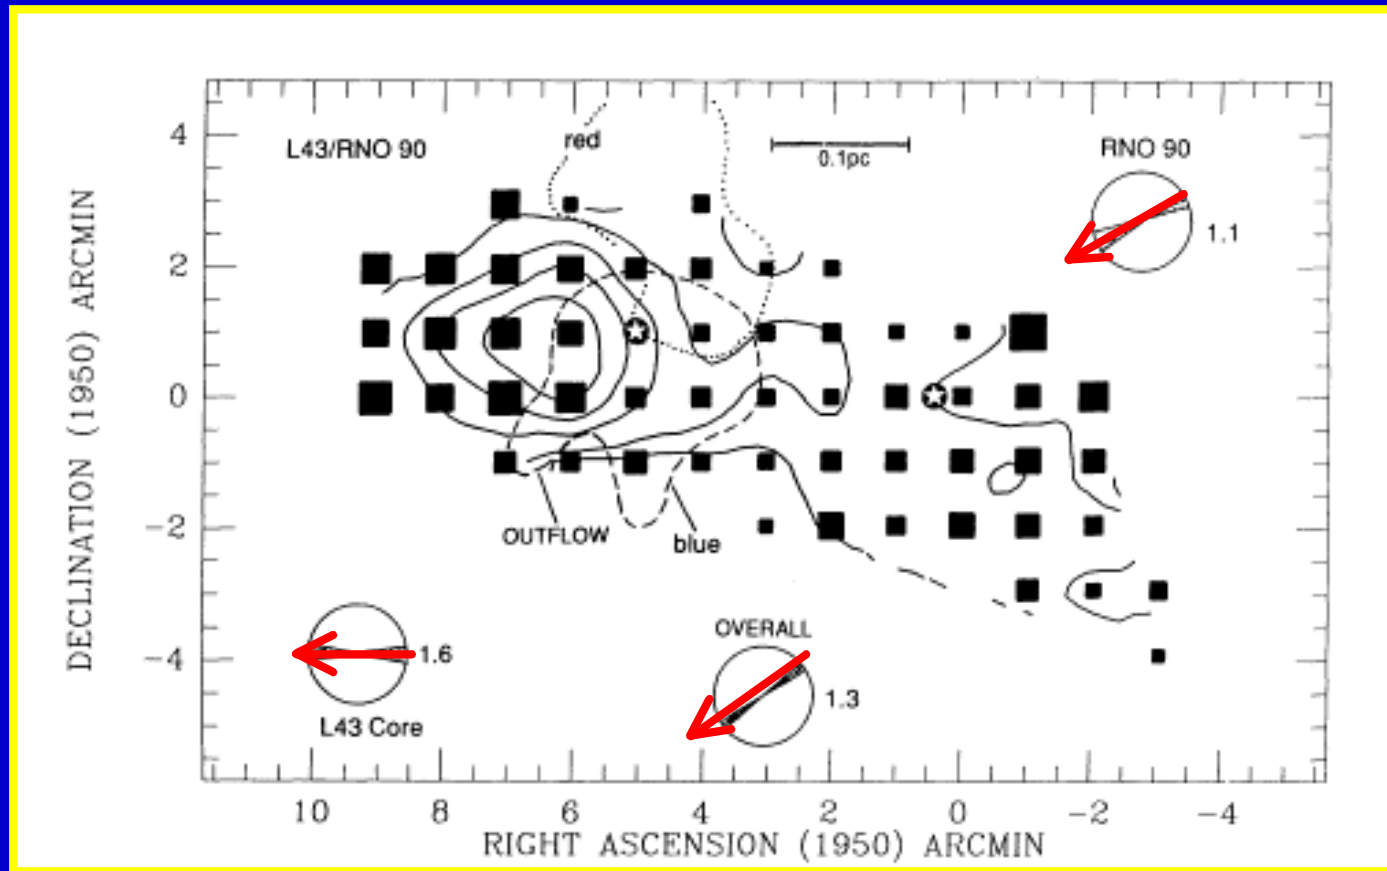 L43/RNO 90
red
0.1pc
RNO 90
1.1
4
2
0
-2
-4
DECLINATION (1950) ARCMIN
OUTFLOW
blue
1.6
L43 Core
OVERALL
1.3
10 8 6 4 2 0 -2 -4
RIGHT ASCENSION (1950) ARCMIN